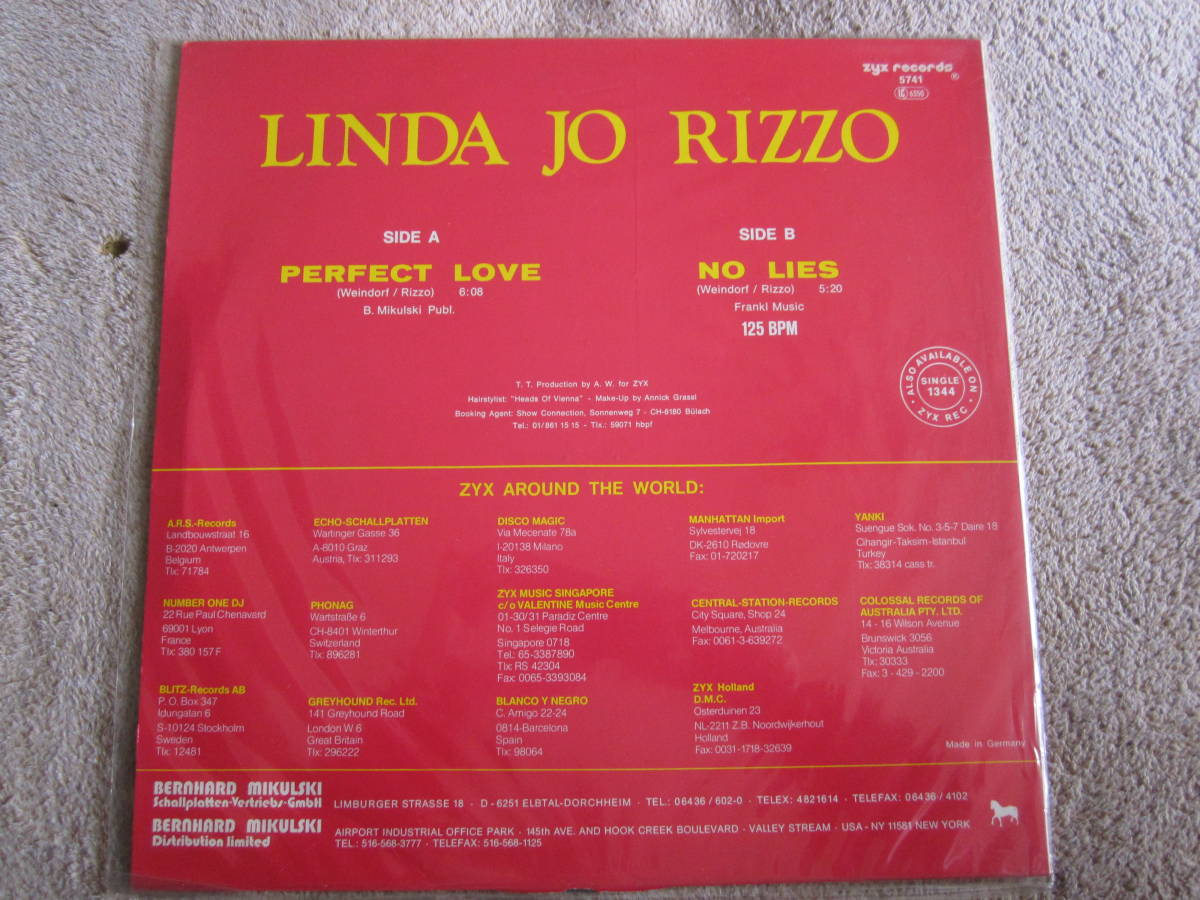 zyx records ®
5741
LC 6350
LINDA JO RIZZO
SIDE A
PERFECT LOVE
(Weindorf / Rizzo) 6:08
B. Mikulski Publ.
SIDE B
NO LIES
(Weindorf / Rizzo) 5:20
Frankl Music
125 BPM
T. T. Production by A. W. for ZYX
Hairstylist: "Heads Of Vienna" - Make-Up by Annick Grassl
Booking Agent: Show Connection, Sonnenweg 7 - CH-8180 Bülach
Tel.: 01/861 15 15 - Tlx.: 59071 hbpf
ALSO AVAILABLE ON
SINGLE
1344
· ZYX REC ·
ZYX AROUND THE WORLD:
A.R.S.-Records
Landbouwstraat 16
B-2020 Antwerpen
Belgium
Tlx: 71784
ECHO-SCHALLPLATTEN
Wartinger Gasse 36
A-8010 Graz
Austria, Tlx: 311293
DISCO MAGIC
Via Mecenate 78a
I-20138 Milano
Italy
Tlx: 326350
MANHATTAN Import
Sylvestervej 18
DK-2610 Rødovre
Fax: 01-720217
YANKI
Suengue Sok. No. 3-5-7 Daire 18
Cihangir-Taksim-Istanbul
Turkey
Tlx: 38314 cass tr.
NUMBER ONE DJ
22 Rue Paul Chenavard
69001 Lyon
France
Tlx: 380 157 F
PHONAG
Wartstraße 6
CH-8401 Winterthur
Switzerland
Tlx: 896281
ZYX MUSIC SINGAPORE
c/o VALENTINE Music Centre
01-30/31 Paradiz Centre
No. 1 Selegie Road
Singapore 0718
Tel.: 65-3387890
Tlx: RS 42304
Fax: 0065-3393084
CENTRAL-STATION-RECORDS
City Square, Shop 24
Melbourne, Australia
Fax: 0061-3-639272
COLOSSAL RECORDS OF
AUSTRALIA PTY. LTD.
14 - 16 Wilson Avenue
Brunswick 3056
Victoria Australia
Tlx: 30333
Fax: 3 - 429 - 2200
BLITZ-Records AB
P. O. Box 347
Idungatan 6
S-10124 Stockholm
Sweden
Tlx: 12481
GREYHOUND Rec. Ltd.
141 Greyhound Road
London W 6
Great Britain
Tlx: 296222
BLANCO Y NEGRO
C. Amigo 22-24
0814-Barcelona
Spain
Tlx: 98064
ZYX Holland
D.M.C.
Osterduinen 23
NL-2211 Z.B. Noordwijkerhout
Holland
Fax: 0031-1718-32639
Made in Germany
BERNHARD MIKULSKI
Schallplatten-Vertriebs-GmbH LIMBURGER STRASSE 18 · D - 6251 ELBTAL-DORCHHEIM · TEL.: 06436 / 602-0 · TELEX: 4821614 · TELEFAX: 06436 / 4102
BERNHARD MIKULSKI
Distribution limited
AIRPORT INDUSTRIAL OFFICE PARK · 145th AVE. AND HOOK CREEK BOULEVARD · VALLEY STREAM · USA - NY 11581 NEW YORK
TEL.: 516-568-3777 · TELEFAX: 516-568-1125